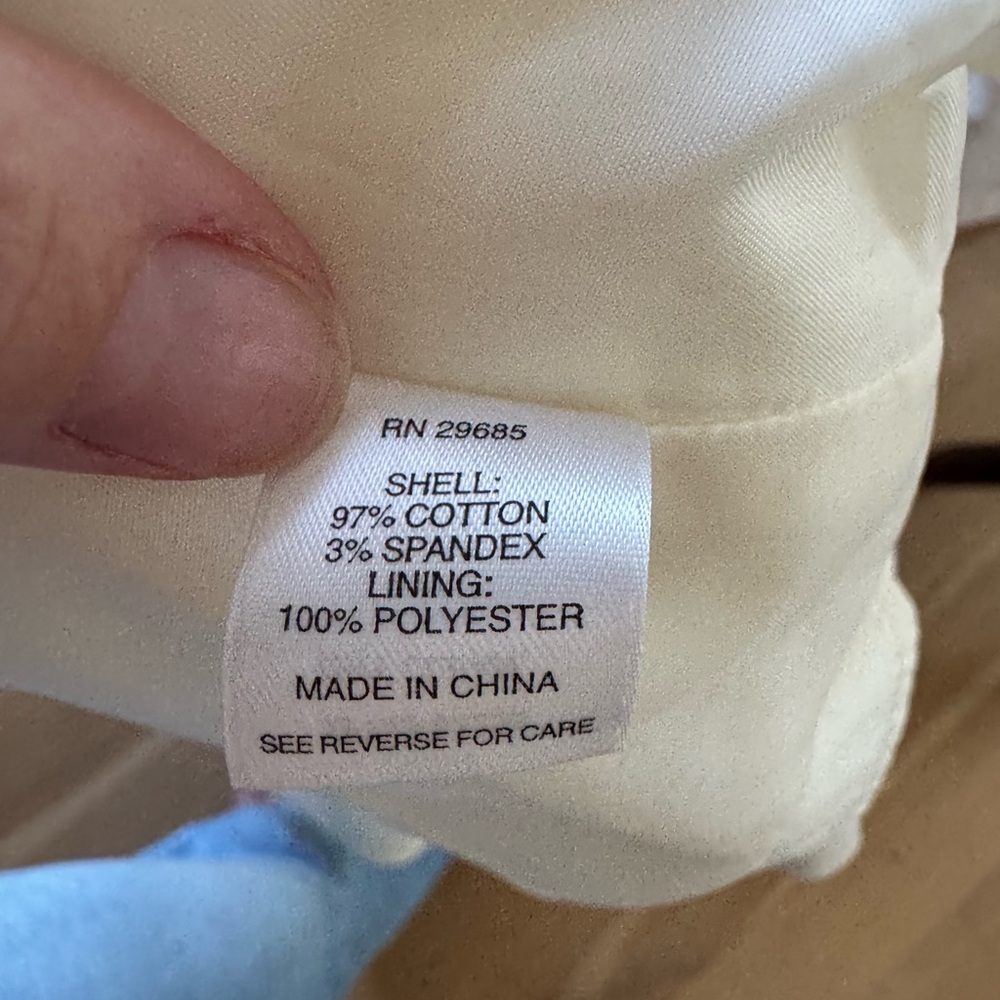 RN 29685
SHELL:
97% COTTON
3% SPANDEX
LINING:
100% POLYESTER
MADE IN CHINA
SEE REVERSE FOR CARE